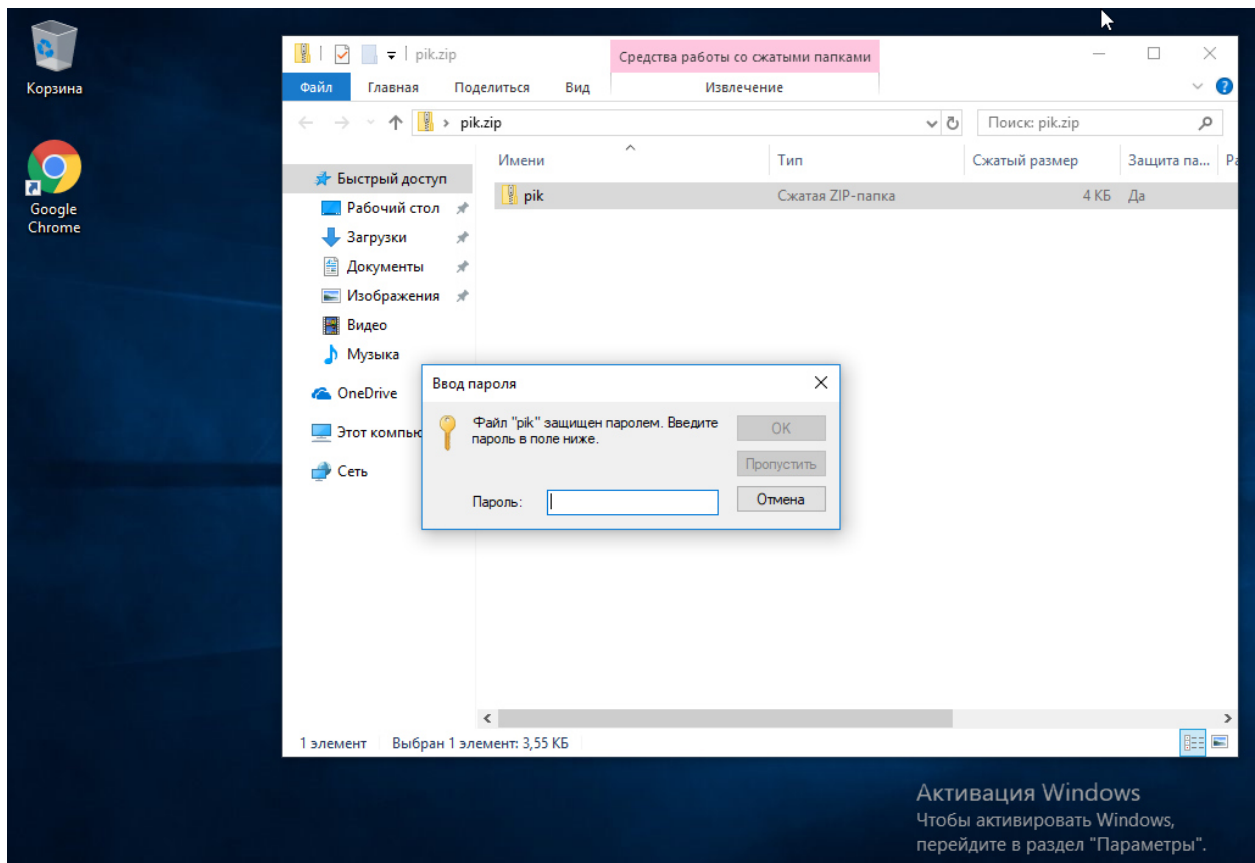 Корзина
Google
Chrome
pik.zip
Средства работы со сжатыми папками
Файл Главная Поделиться Вид Извлечение
pik.zip Поиск: pik.zip
Имени Тип Сжатый размер Защита па...
Быстрый доступ
pik Сжатая ZIP-папка 4 КБ Да
Рабочий стол
Загрузки
Документы
Изображения
Видео
Музыка
OneDrive
Этот компью
Сеть
Ввод пароля
Файл "pik" защищен паролем. Введите
пароль в поле ниже.
OK
Пропустить
Пароль:
Отмена
1 элемент Выбран 1 элемент: 3,55 КБ
Активация Windows
Чтобы активировать Windows,
перейдите в раздел "Параметры".